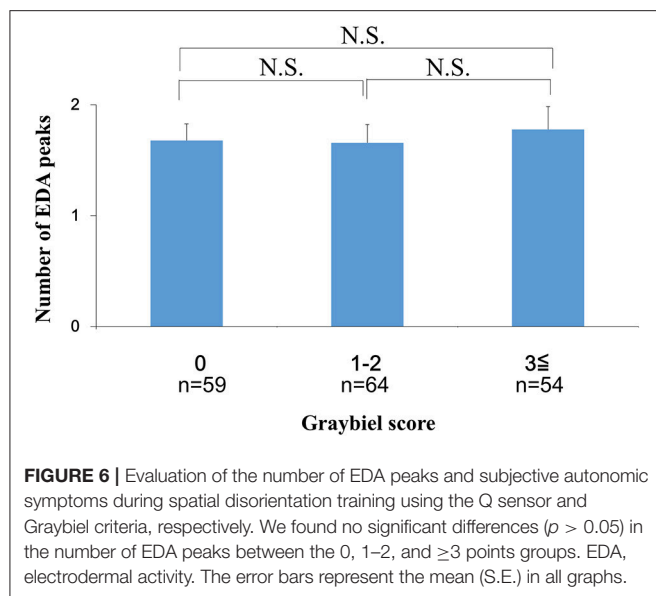 N.S.
N.S. N.S.
2
1
0
Number of EDA peaks
0 1-2 3≦
n=59 n=64 n=54
Graybiel score
FIGURE 6 | Evaluation of the number of EDA peaks and subjective autonomic
symptoms during spatial disorientation training using the Q sensor and
Graybiel criteria, respectively. We found no significant differences (p > 0.05) in
the number of EDA peaks between the 0, 1–2, and ≥3 points groups. EDA,
electrodermal activity. The error bars represent the mean (S.E.) in all graphs.